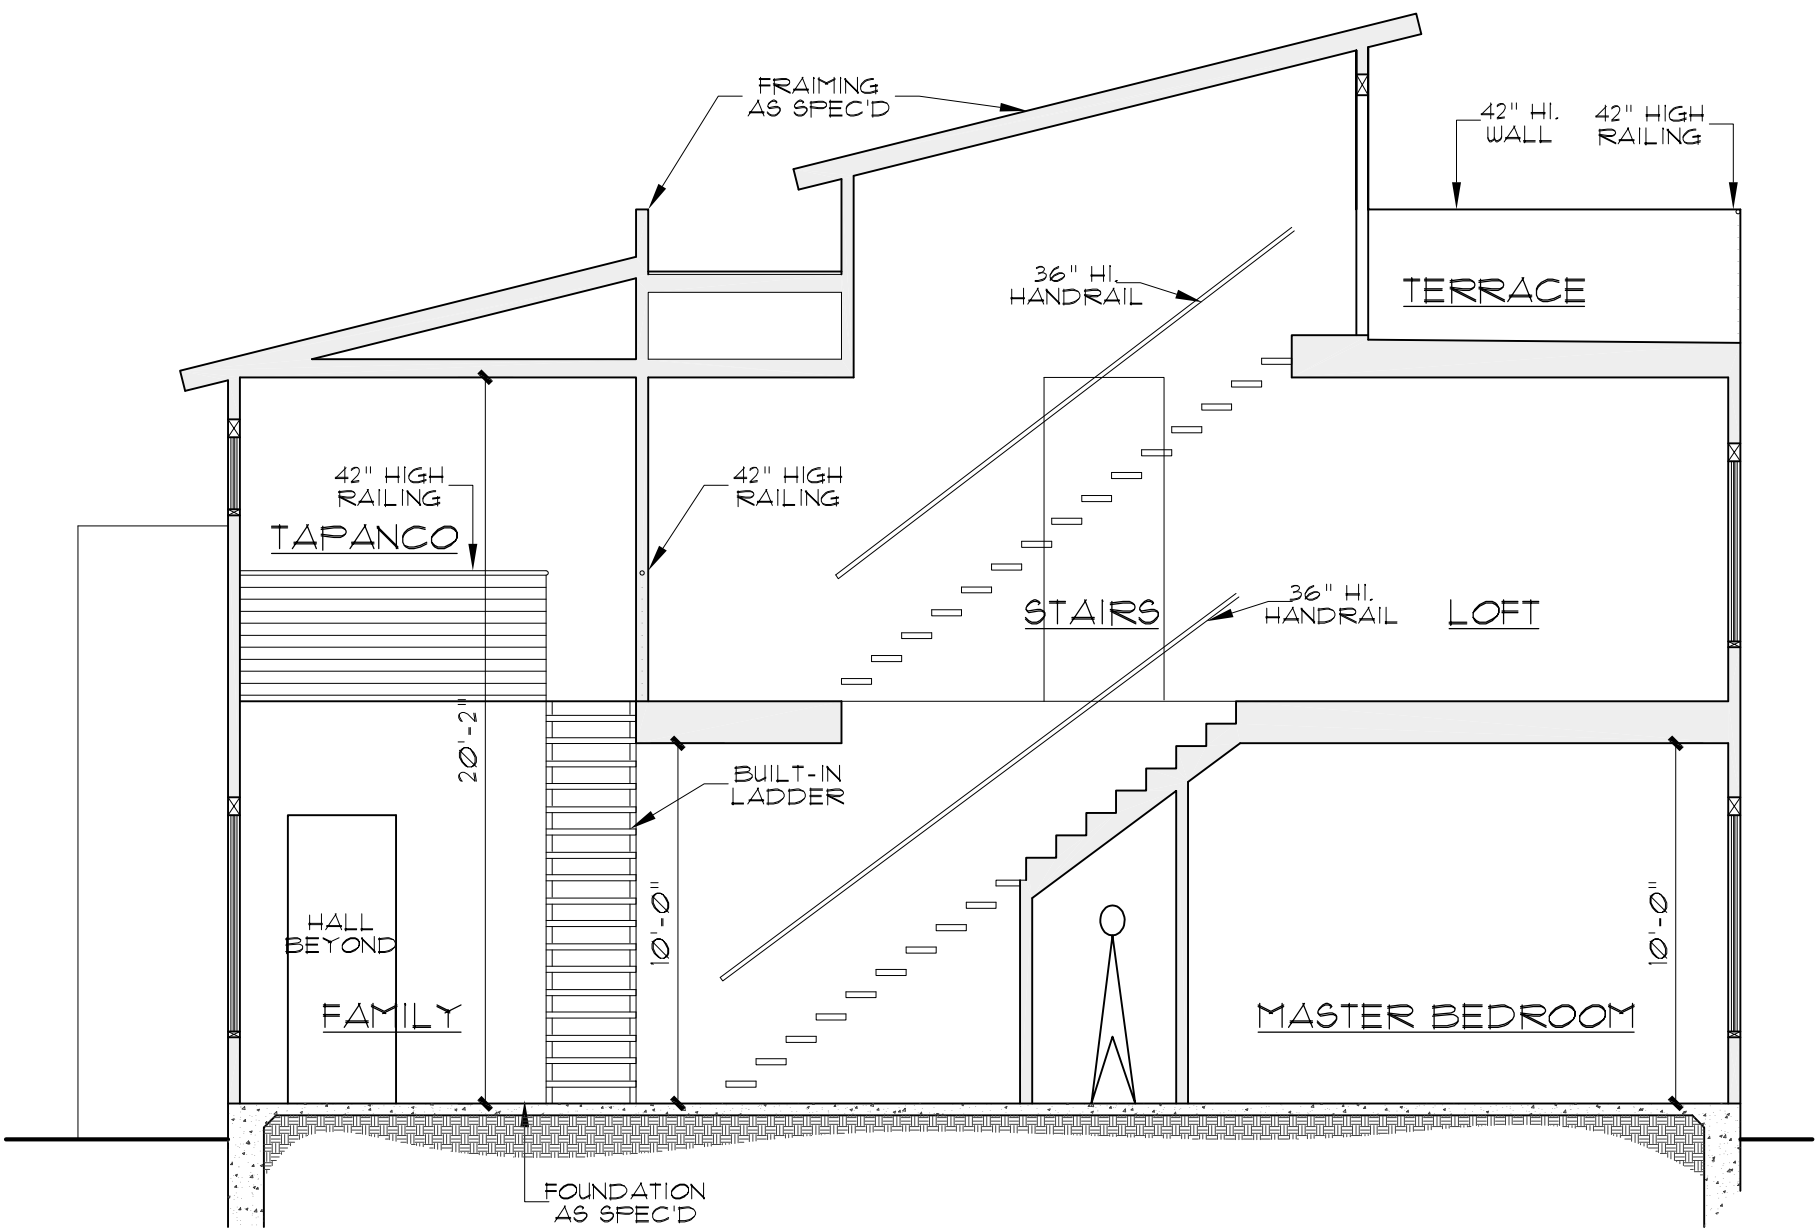 FRAIMING
AS SPEC'D
42" HI.
WALL
42" HIGH
RAILING
36" HI.
HANDRAIL
TERRACE
42" HIGH
RAILING
TAPANCO
42" HIGH
RAILING
STAIRS
36" HI.
HANDRAIL
LOFT
20'-2"
BUILT-IN
LADDER
HALL
BEYOND
10'-0"
10'-0"
FAMILY
MASTER BEDROOM
FOUNDATION
AS SPEC'D